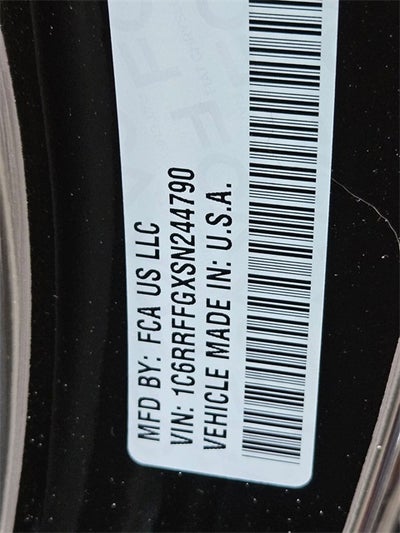 MFD BY: FCA US LLC
VIN: 1C6RRFFGXSN244790
VEHICLE MADE IN: U.S.A.